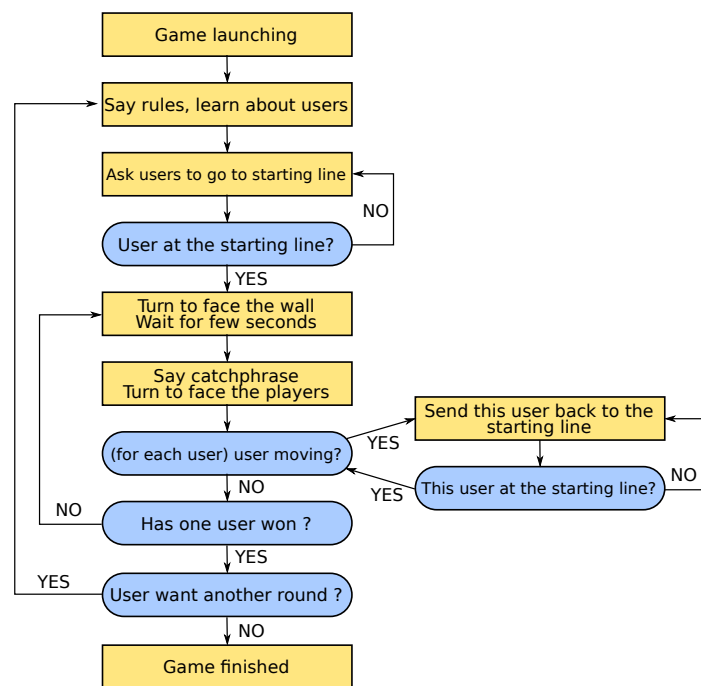 Game launching
Say rules, learn about users
Ask users to go to starting line
NO
User at the starting line?
YES
Turn to face the wall
Wait for few seconds
Say catchphrase
Turn to face the players
Send this user back to the
starting line
YES
(for each user) user moving?
YES
This user at the starting line?
NO
NO
NO
Has one user won ?
YES
YES
User want another round ?
NO
Game finished